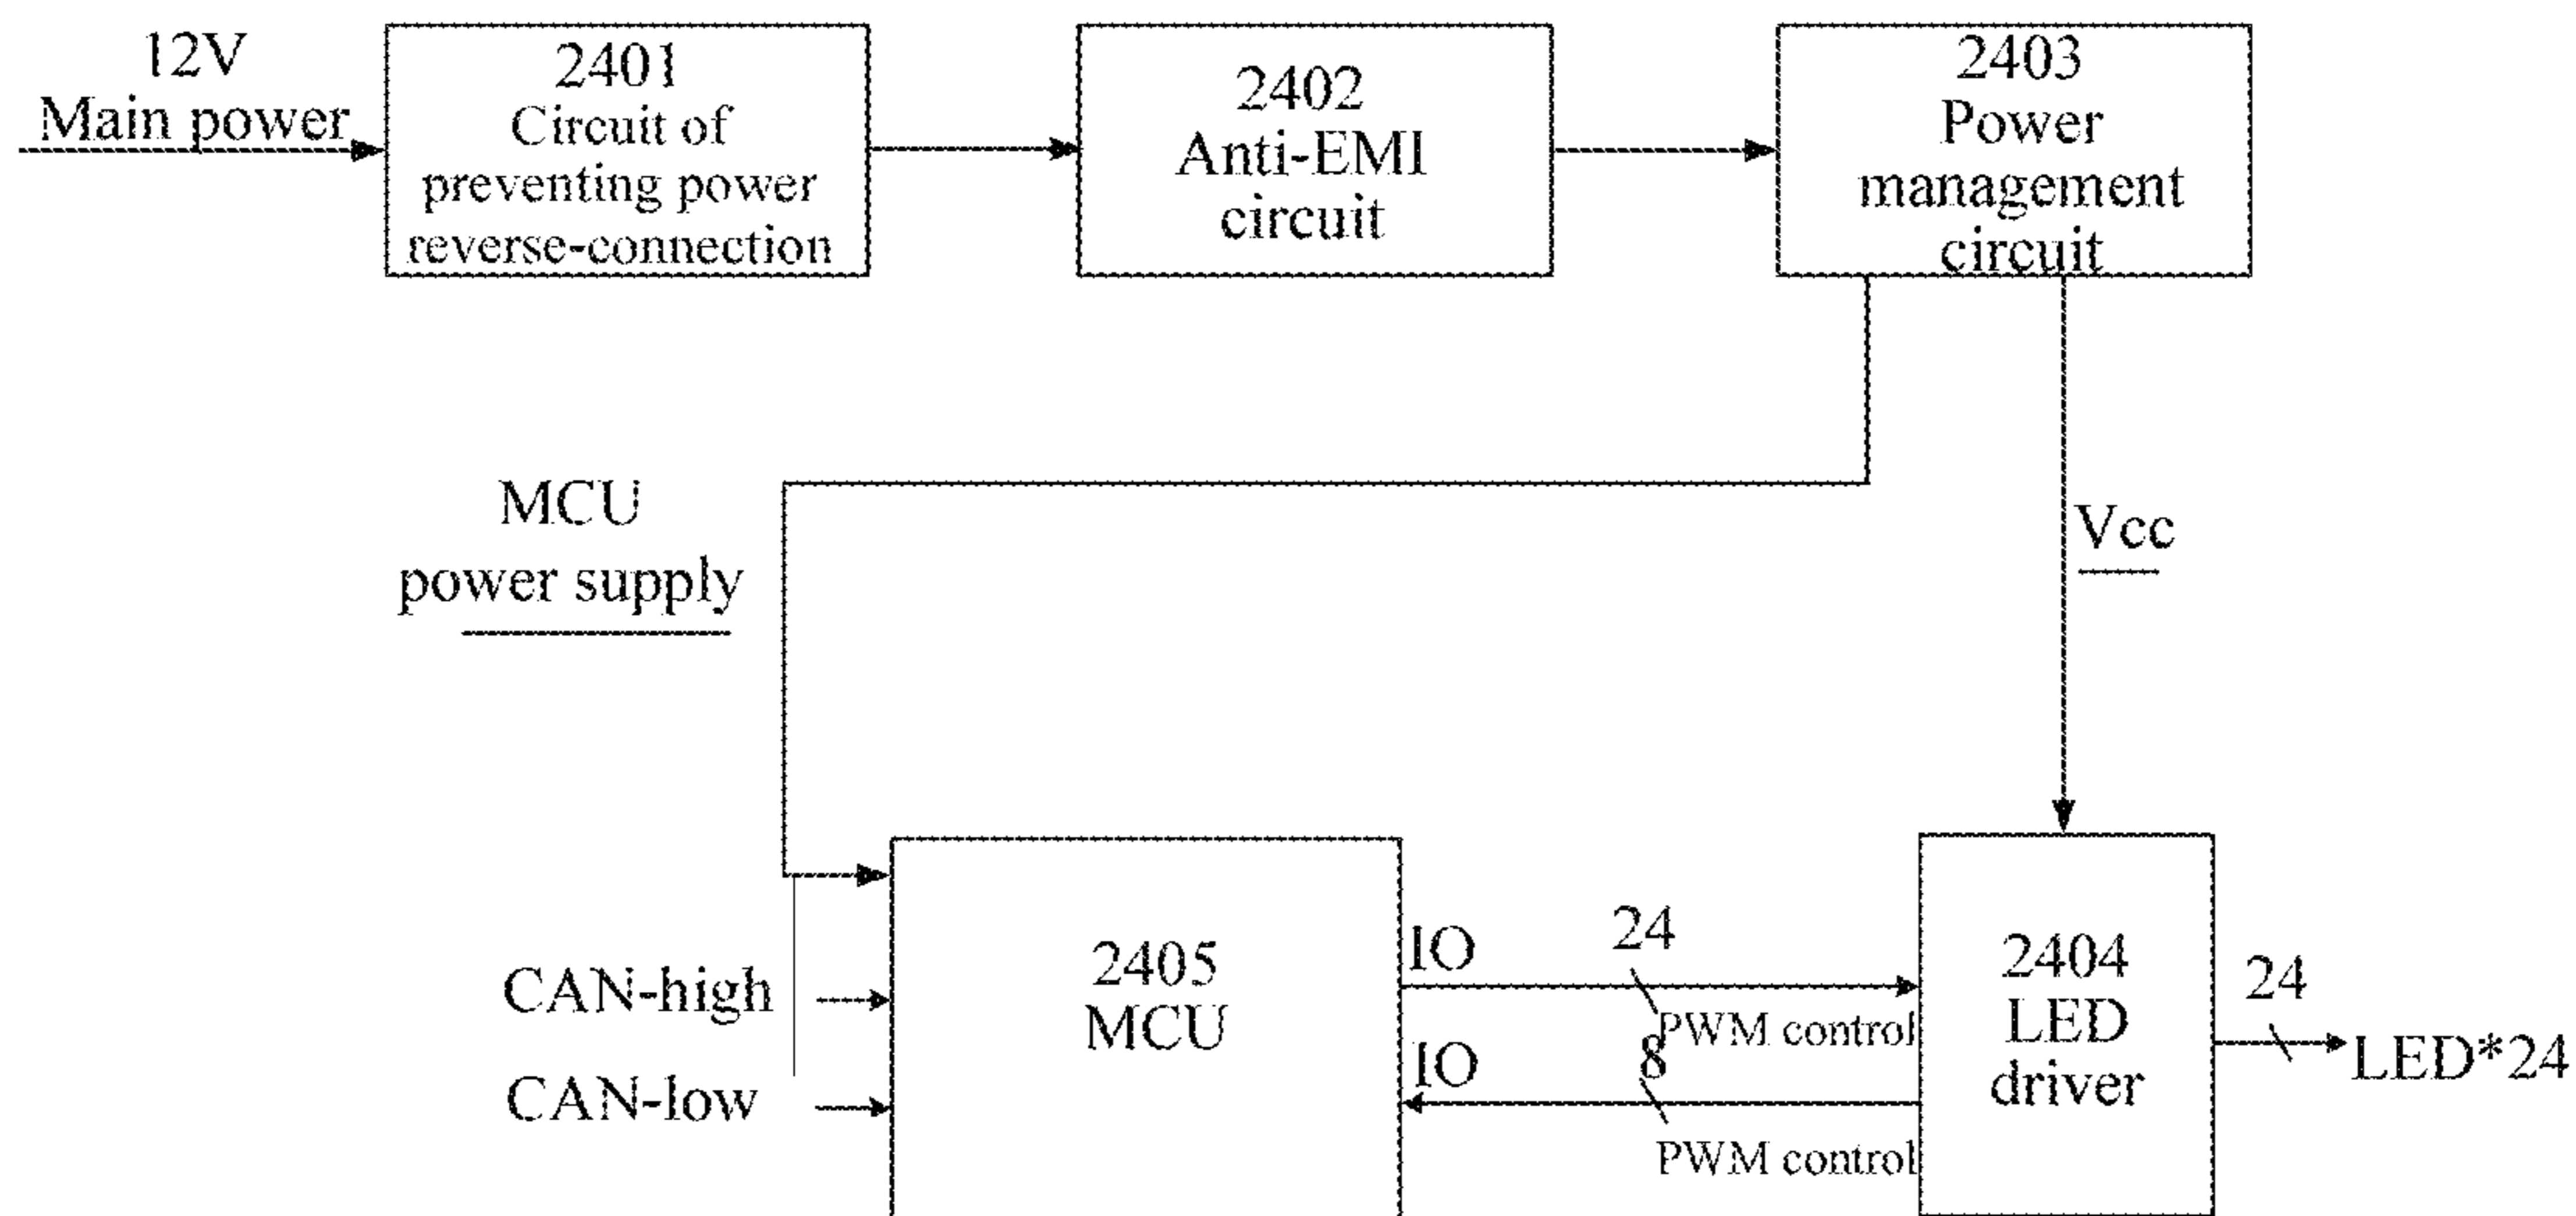 12V
Main power
2401
Circuit of
preventing power
reverse-connection
2402
Anti-EMI
circuit
2403
Power
management
circuit
MCU
power supply
Vcc
CAN-high
CAN-low
2405
MCU
IO
24
PWM control
IO
8
PWM control
2404
LED
driver
24
LED*24